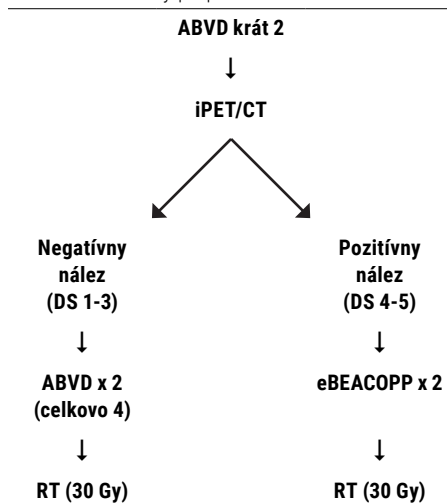 ABVD krát 2
↓
iPET/CT
Negatívny
nález
(DS 1-3)
↓
ABVD x 2
(celkovo 4)
↓
RT (30 Gy)
Pozitívny
nález
(DS 4-5)
↓
eBEACOPP x 2
↓
RT (30 Gy)